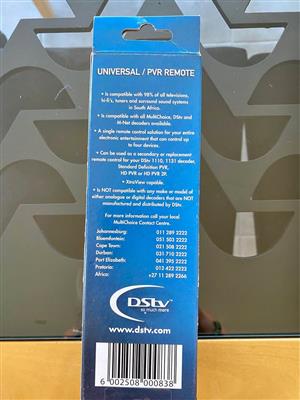 UNIVERSAL / PVR REMOTE
• Is compatible with 98% of all televisions,
hi-fi's, tuners and surround sound systems
in South Africa.
• Is compatible with all MultiChoice, DStv and
M-Net decoders available.
• A single remote control solution for your entire
electronic entertainment that can control up
to four devices.
• Can be used as a secondary or replacement
remote control for your DStv 1110, 1131 decoder,
Standard Definition PVR,
HD PVR or HD PVR 2P.
• XtraView capable.
• Is NOT compatible with any make or model of
either analogue or digital decoders that are NOT
manufactured and distributed by DStv.
For more information call your local
MultiChoice Contact Centre.
Johannesburg: 011 289 2222
Bloemfontein: 051 503 2222
Cape Town: 021 508 2222
Durban: 031 710 2222
Port Elizabeth: 041 395 2222
Pretoria: 012 422 2222
Africa: +27 11 289 2266
DStv
so much more
www.dstv.com
6 002508 000838